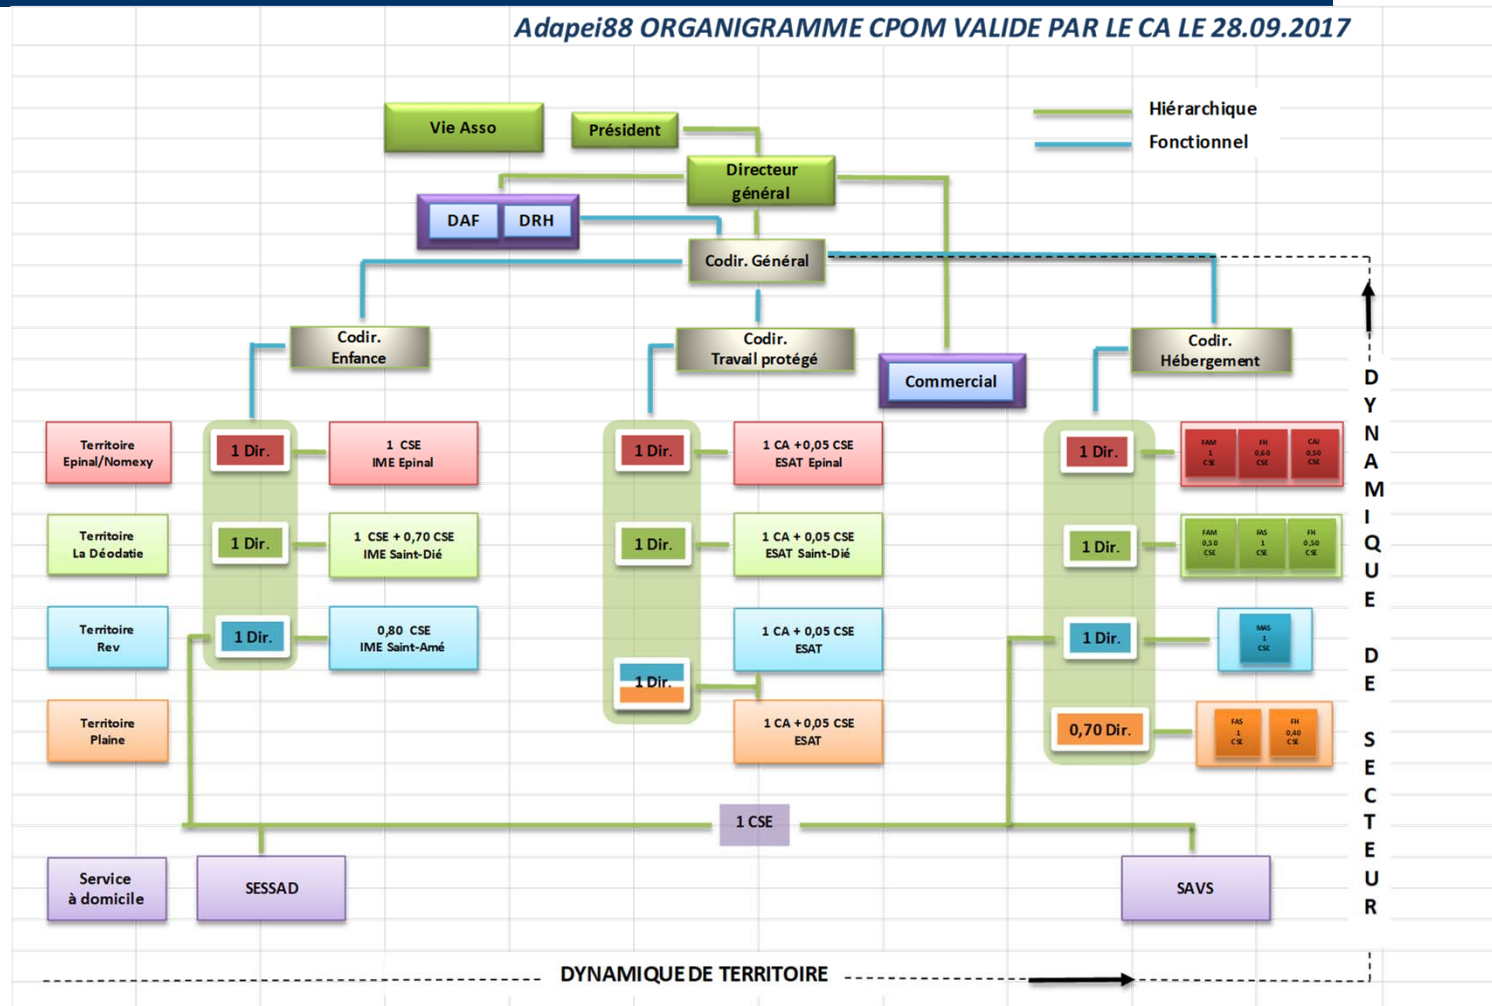 Adapei88 ORGANIGRAMME CPOM VALIDE PAR LE CA LE 28.09.2017
Hiérarchique
Fonctionnel
Vie Asso
Président
Directeur
général
DAF
DRH
Codir. Général
Codir.
Enfance
Codir.
Travail protégé
Commercial
Codir.
Hébergement
Territoire
Epinal/Nomexy
1 Dir.
1 CSE
IME Epinal
1 Dir.
1 CA +0,05 CSE
ESAT Epinal
1 Dir.
FAM
1
CSE
FH
0,60
CSE
CAJ
0,50
CSE
Territoire
La Déodatie
1 Dir.
1 CSE + 0,70 CSE
IME Saint-Dié
1 Dir.
1 CA + 0,05 CSE
ESAT Saint-Dié
1 Dir.
FAM
0,50
CSE
FAS
1
CSE
FH
0,50
CSE
Territoire
Rev
1 Dir.
0,80 CSE
IME Saint-Amé
1 Dir.
1 CA + 0,05 CSE
ESAT
1 Dir.
MAS
1
CSE
Territoire
Plaine
1 CA + 0,05 CSE
ESAT
0,70 Dir.
FAS
1
CSE
FH
0,40
CSE
1 CSE
Service
à domicile
SESSAD
SAVS
DYNAMIQUE DE SECTEUR
DYNAMIQUE DE TERRITOIRE